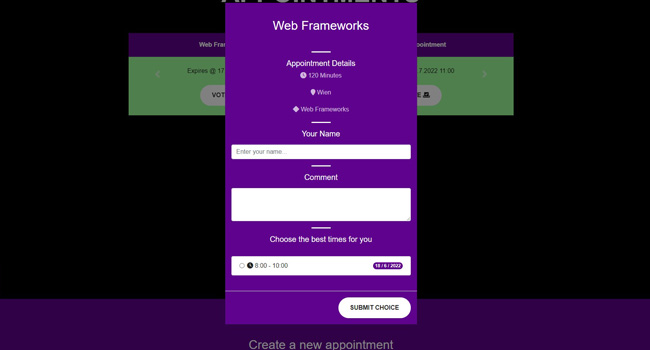 APPOINTMENTS
Web Frameworks
Web Fra
pointment
Appointment Details
Expires @ 17
7 2022 11:00
120 Minutes
VOT
E
Wien
Web Frameworks
Your Name
Enter your name...
Comment
Choose the best times for you
8:00 - 10:00
18 / 6 / 2022
SUBMIT CHOICE
Create a new appointment